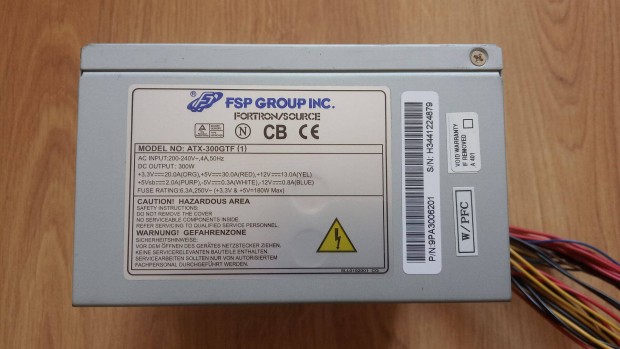 FSP GROUP INC.
FORTRON/SOURCE
N CB CE
MODEL NO: ATX-300GTF (1)
AC INPUT:200-240V~,4A,50Hz
DC OUTPUT: 300W
+3.3V⎓28.0A(ORG),+5V⎓30.0A(RED),+12V⎓13.0A(YEL)
+5Vsb⎓2.0A(PURP),-5V⎓0.3A(WHITE),-12V⎓0.8A(BLUE)
FUSE RATING:6.3A,250V~ (+3.3V & +5V=180W Max)
CAUTION! HAZARDOUS AREA
SAFETY INSTRUCTIONS:
DO NOT REMOVE THE COVER
NO SERVICEABLE COMPONENTS INSIDE.
REFER SERVICING TO QUALIFIED SERVICE PERSONNEL.
WARNUNG! GEFAHRENZONE
SICHERHEITSHINWEISE:
VOR DEM ÖFFNEN DES GERÄTES NETZSTECKER ZIEHEN.
KEINE SERVICERELEVANTEN BAUTEILE ENTHALTEN.
SERVICEARBEITEN SOLLTEN NUR VON AUTORISIERTEM
FACHPERSONAL DURCHGEFÜHRT WERDEN.
P/N:9PA3006201
S/N: H3441224879
VOID WARRANTY
IF REMOVED
A 601
W/PFC